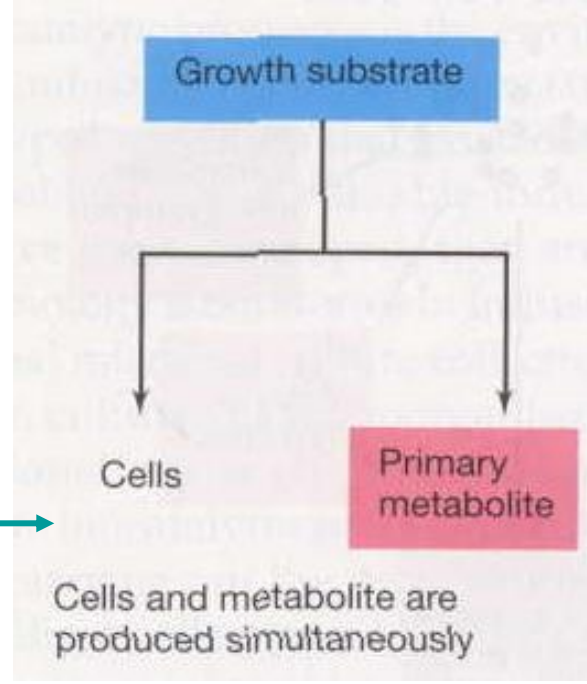 Growth substrate
Cells
Primary
metabolite
Cells and metabolite are
produced simultaneously